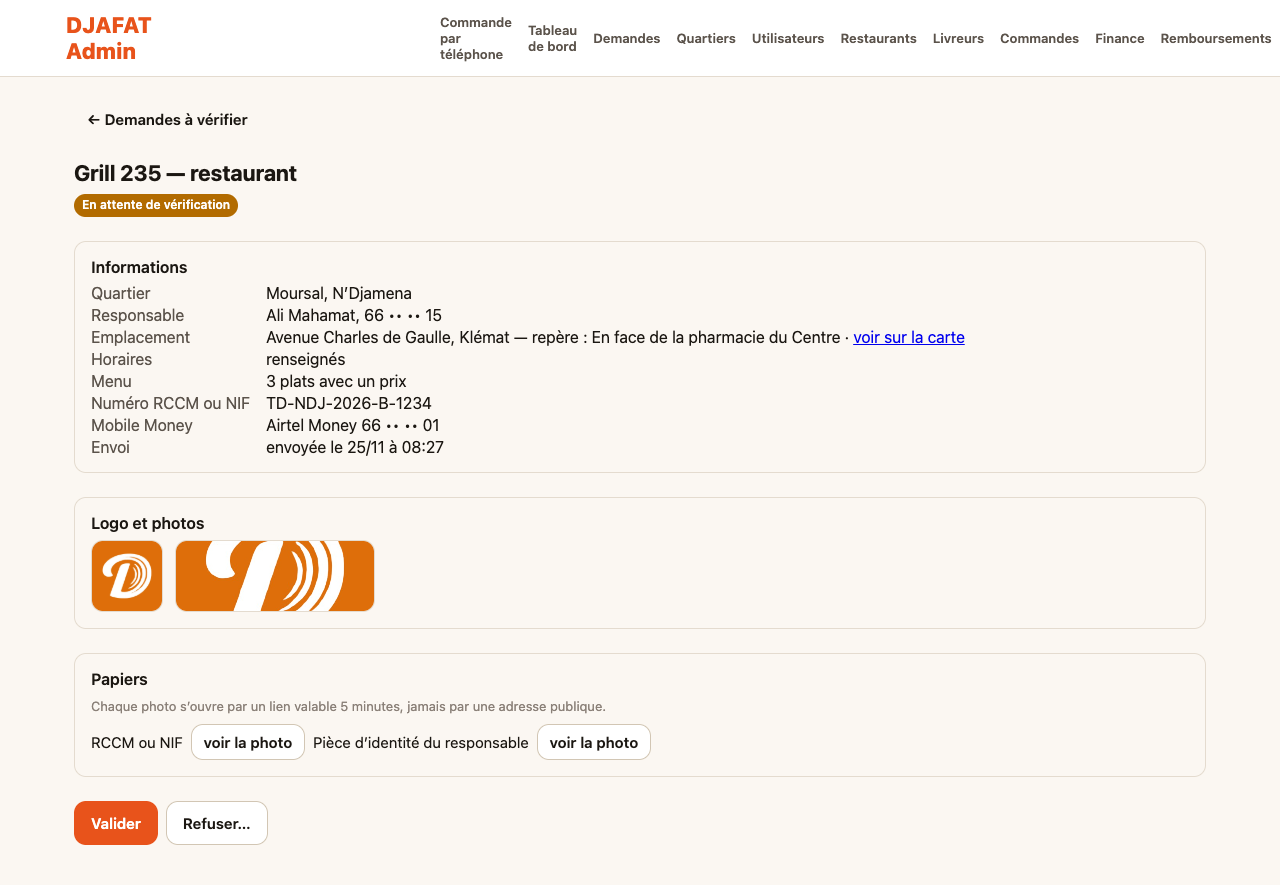 DJAFAT
Admin
Commande
par
téléphone
Tableau
de bord
Demandes
Quartiers
Utilisateurs
Restaurants
Livreurs
Commandes
Finance
Remboursements
← Demandes à vérifier
Grill 235 — restaurant
En attente de vérification
Informations
Quartier Moursal, N’Djamena
Responsable Ali Mahamat, 66 •• •• 15
Emplacement Avenue Charles de Gaulle, Klémat — repère : En face de la pharmacie du Centre · voir sur la carte
Horaires renseignés
Menu 3 plats avec un prix
Numéro RCCM ou NIF TD-NDJ-2026-B-1234
Mobile Money Airtel Money 66 •• •• 01
Envoi envoyée le 25/11 à 08:27
Logo et photos
D
D
Papiers
Chaque photo s’ouvre par un lien valable 5 minutes, jamais par une adresse publique.
RCCM ou NIF voir la photo Pièce d’identité du responsable voir la photo
Valider Refuser...